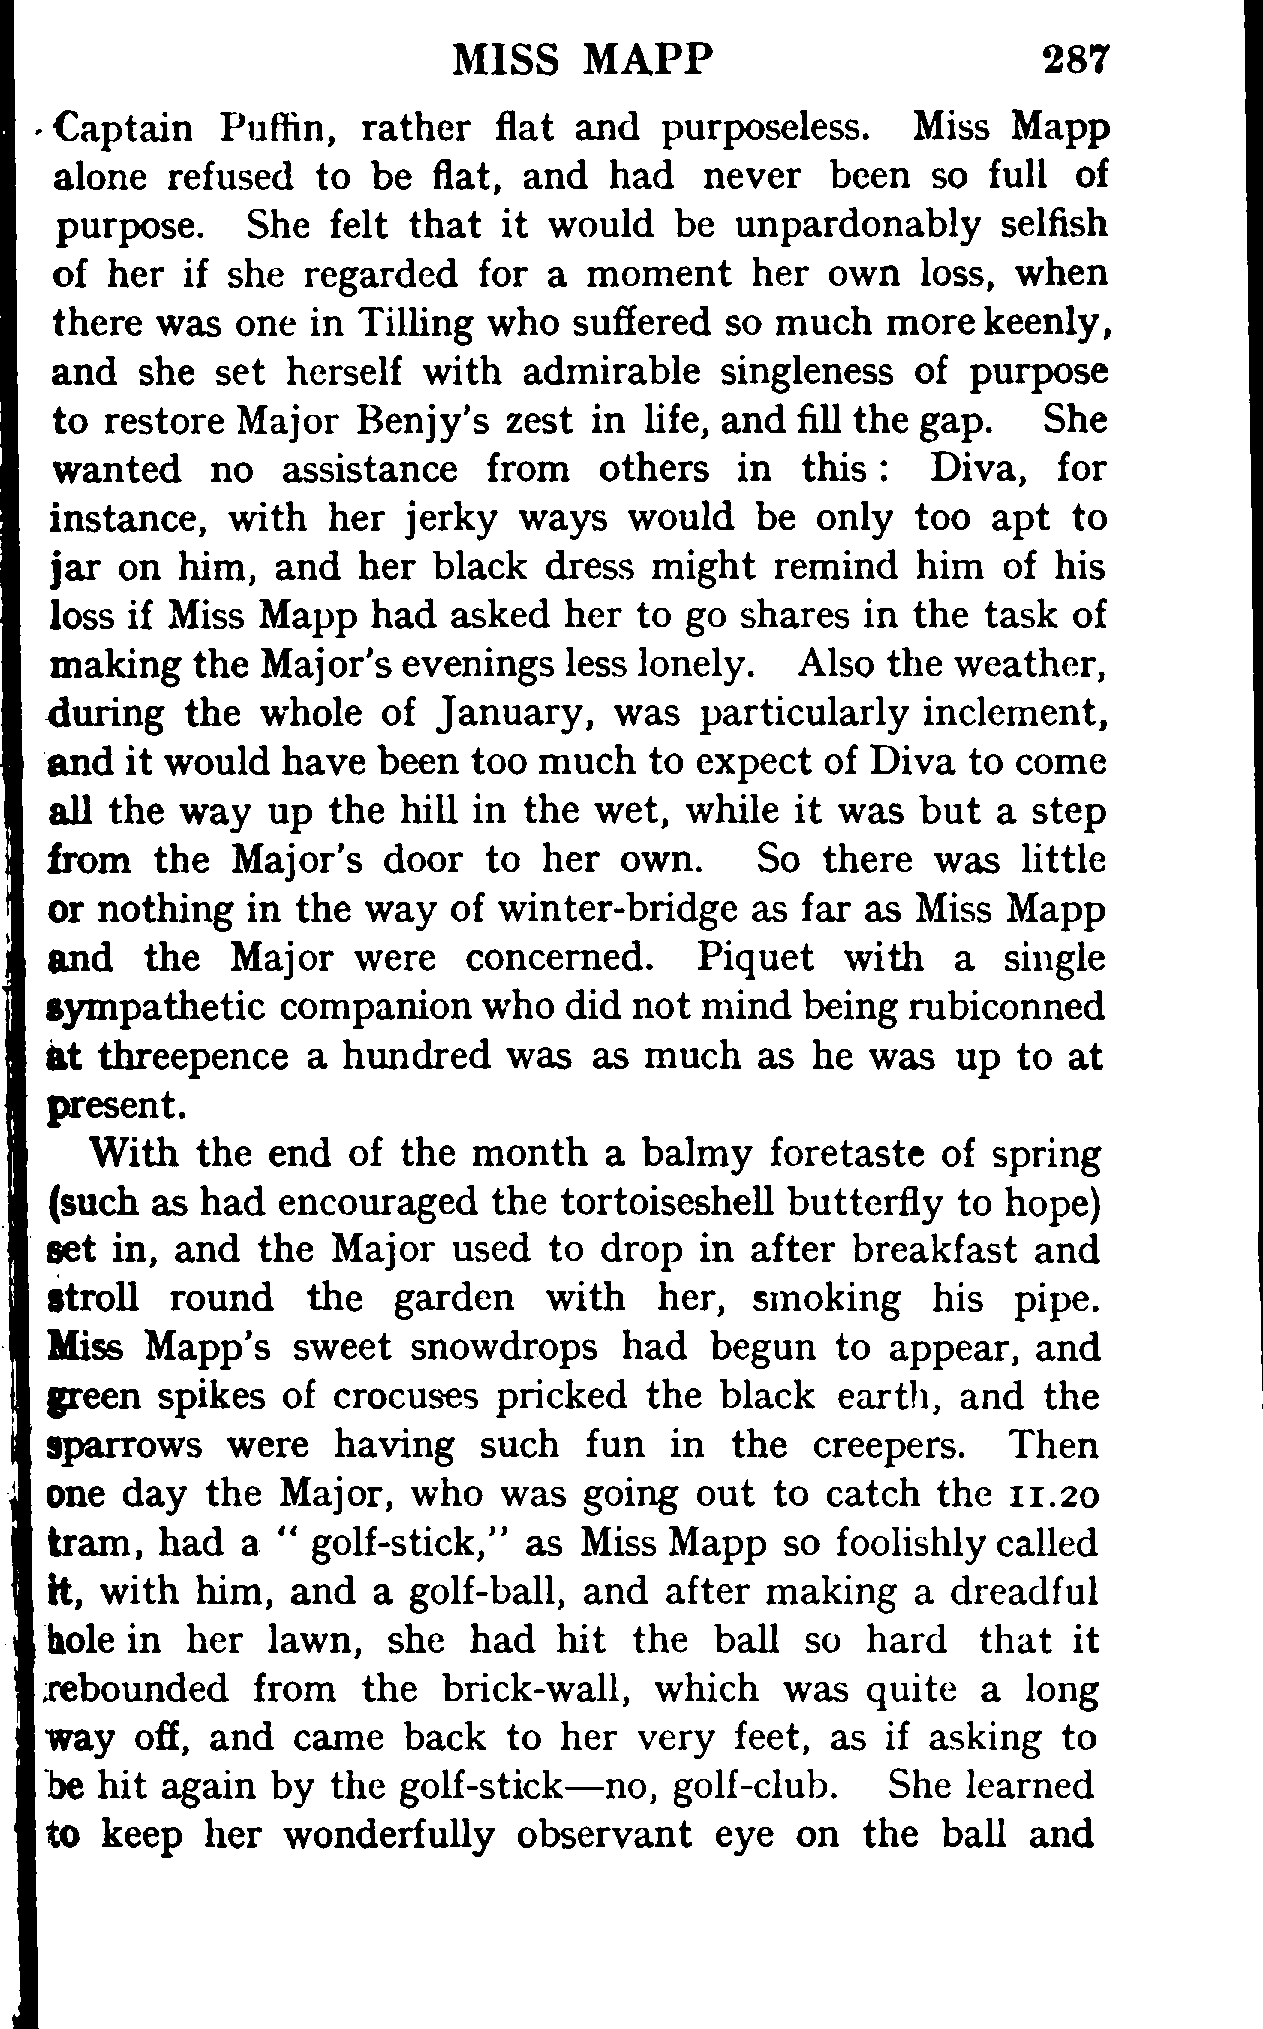 MISS MAPP 287
Captain Puffin, rather flat and purposeless. Miss Mapp
alone refused to be flat, and had never been so full of
purpose. She felt that it would be unpardonably selfish
of her if she regarded for a moment her own loss, when
there was one in Tilling who suffered so much more keenly,
and she set herself with admirable singleness of purpose
to restore Major Benjy's zest in life, and fill the gap. She
wanted no assistance from others in this : Diva, for
instance, with her jerky ways would be only too apt to
jar on him, and her black dress might remind him of his
loss if Miss Mapp had asked her to go shares in the task of
making the Major's evenings less lonely. Also the weather,
during the whole of January, was particularly inclement,
and it would have been too much to expect of Diva to come
all the way up the hill in the wet, while it was but a step
from the Major's door to her own. So there was little
or nothing in the way of winter-bridge as far as Miss Mapp
and the Major were concerned. Piquet with a single
sympathetic companion who did not mind being rubiconned
at threepence a hundred was as much as he was up to at
present.
With the end of the month a balmy foretaste of spring
(such as had encouraged the tortoiseshell butterfly to hope)
set in, and the Major used to drop in after breakfast and
stroll round the garden with her, smoking his pipe.
Miss Mapp's sweet snowdrops had begun to appear, and
green spikes of crocuses pricked the black earth, and the
sparrows were having such fun in the creepers. Then
one day the Major, who was going out to catch the 11.20
tram, had a " golf-stick," as Miss Mapp so foolishly called
it, with him, and a golf-ball, and after making a dreadful
hole in her lawn, she had hit the ball so hard that it
rebounded from the brick-wall, which was quite a long
way off, and came back to her very feet, as if asking to
be hit again by the golf-stick—no, golf-club. She learned
to keep her wonderfully observant eye on the ball and